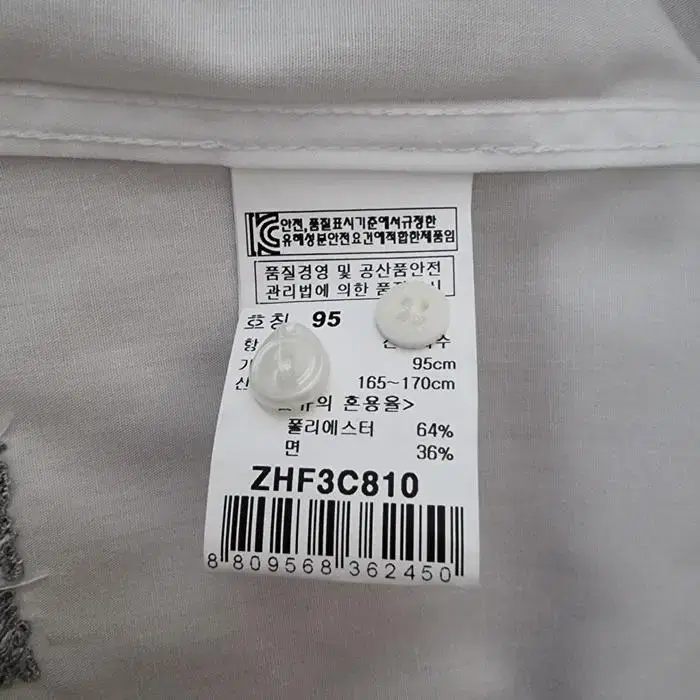 KC 안전,품질표시기준에서규정한
유해성분안전요건에적합한제품임
품질경영 및 공산품안전
관리법에 의한
호칭 95
95cm
165~170cm
혼용율>
폴리에스터 64%
면 36%
ZHF3C810
8 809568 362450